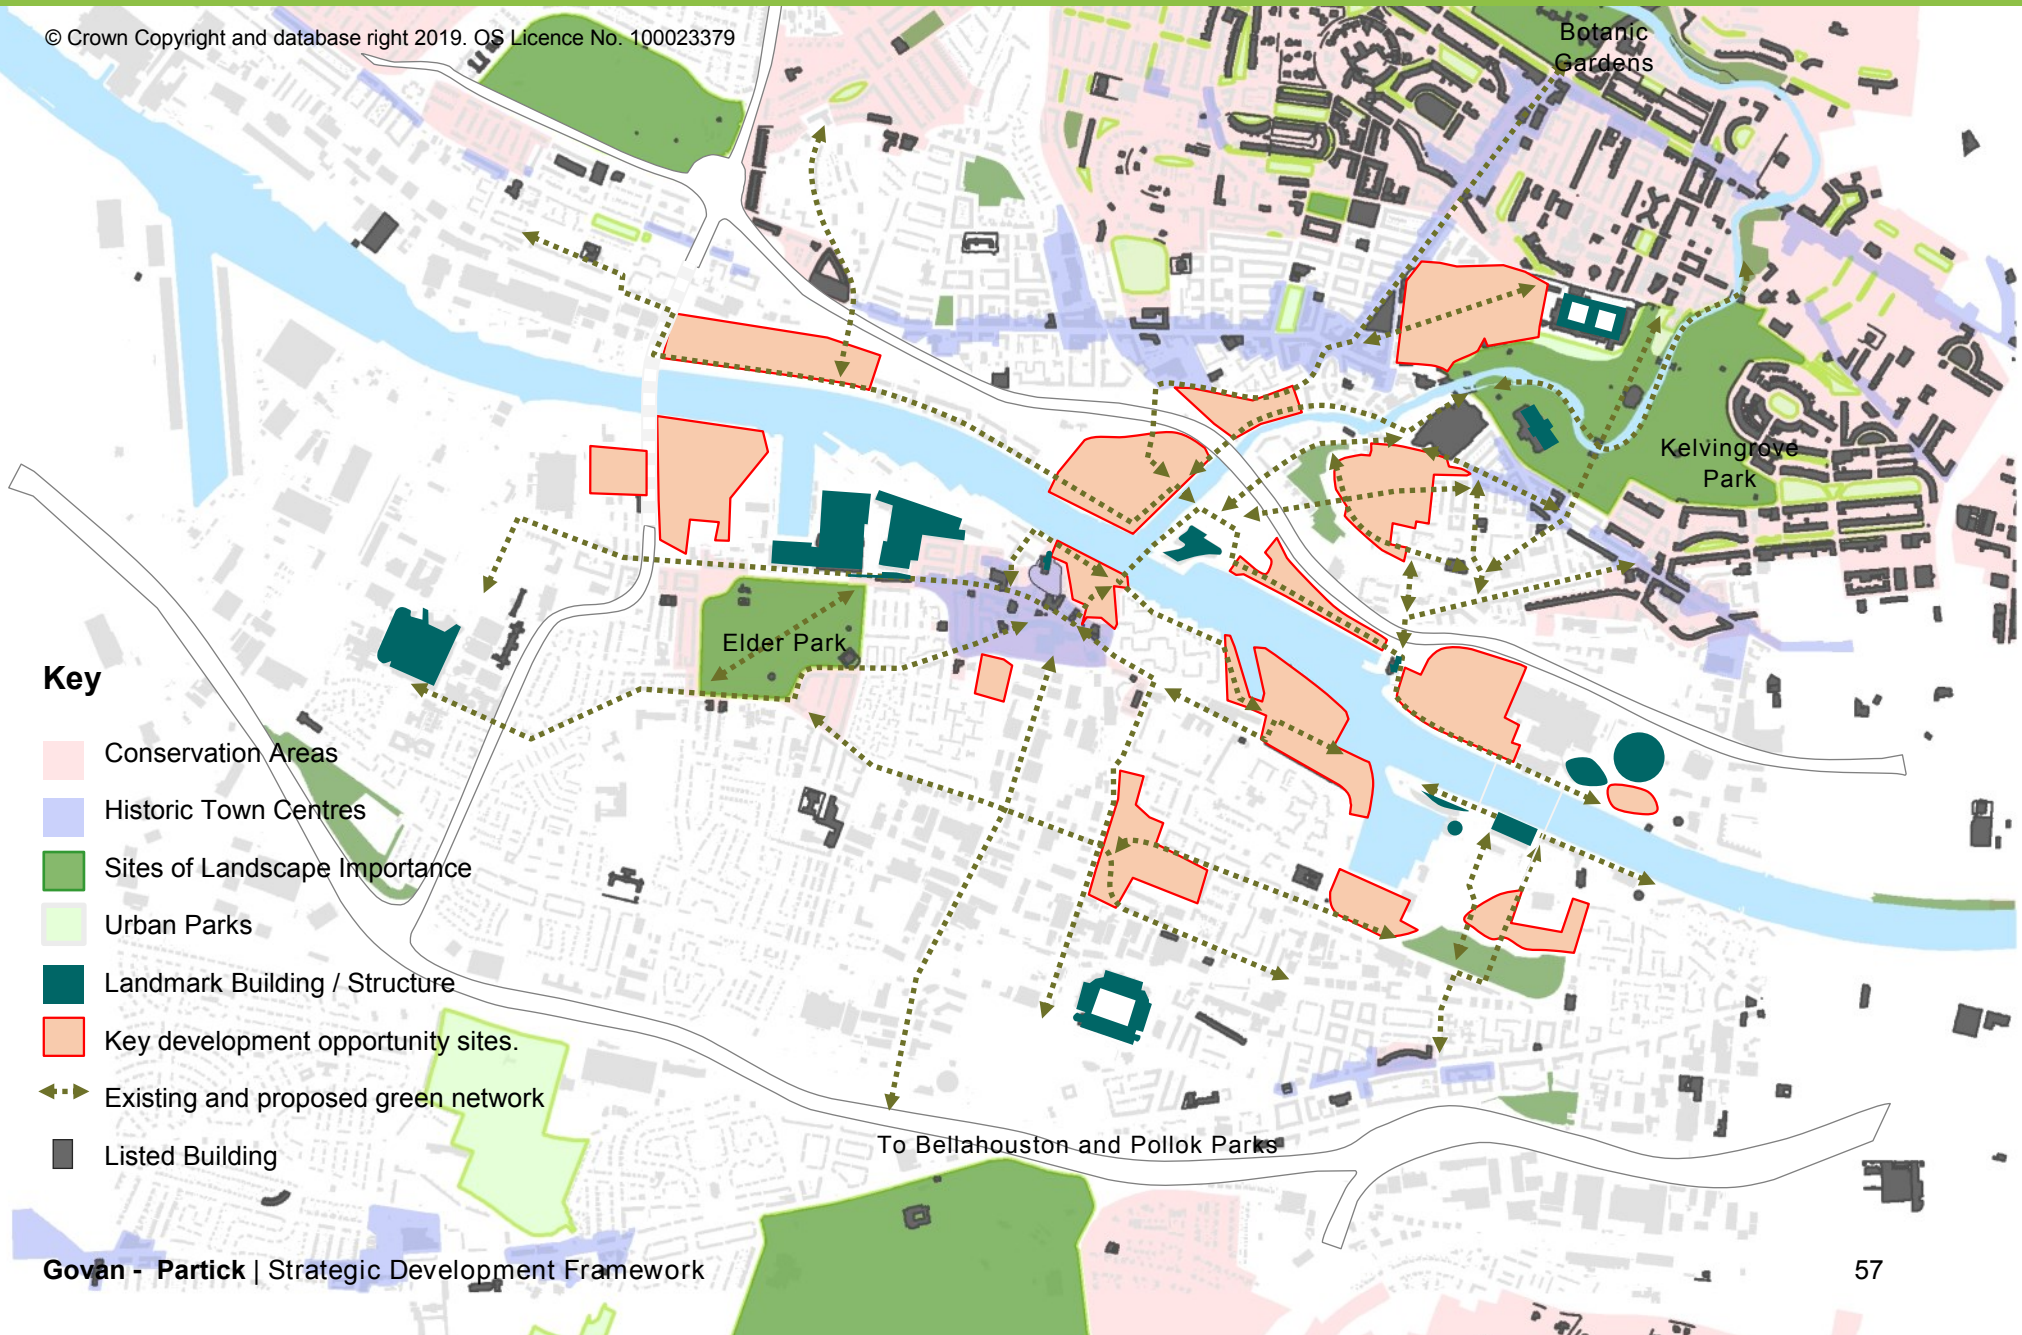 © Crown Copyright and database right 2019. OS Licence No. 100023379
Botanic
Gardens
Kelvingrove
Park
Elder Park
Key
Conservation Areas
Historic Town Centres
Sites of Landscape Importance
Urban Parks
Landmark Building / Structure
Key development opportunity sites.
Existing and proposed green network
Listed Building
To Bellahouston and Pollok Parks
Govan - Partick | Strategic Development Framework
57